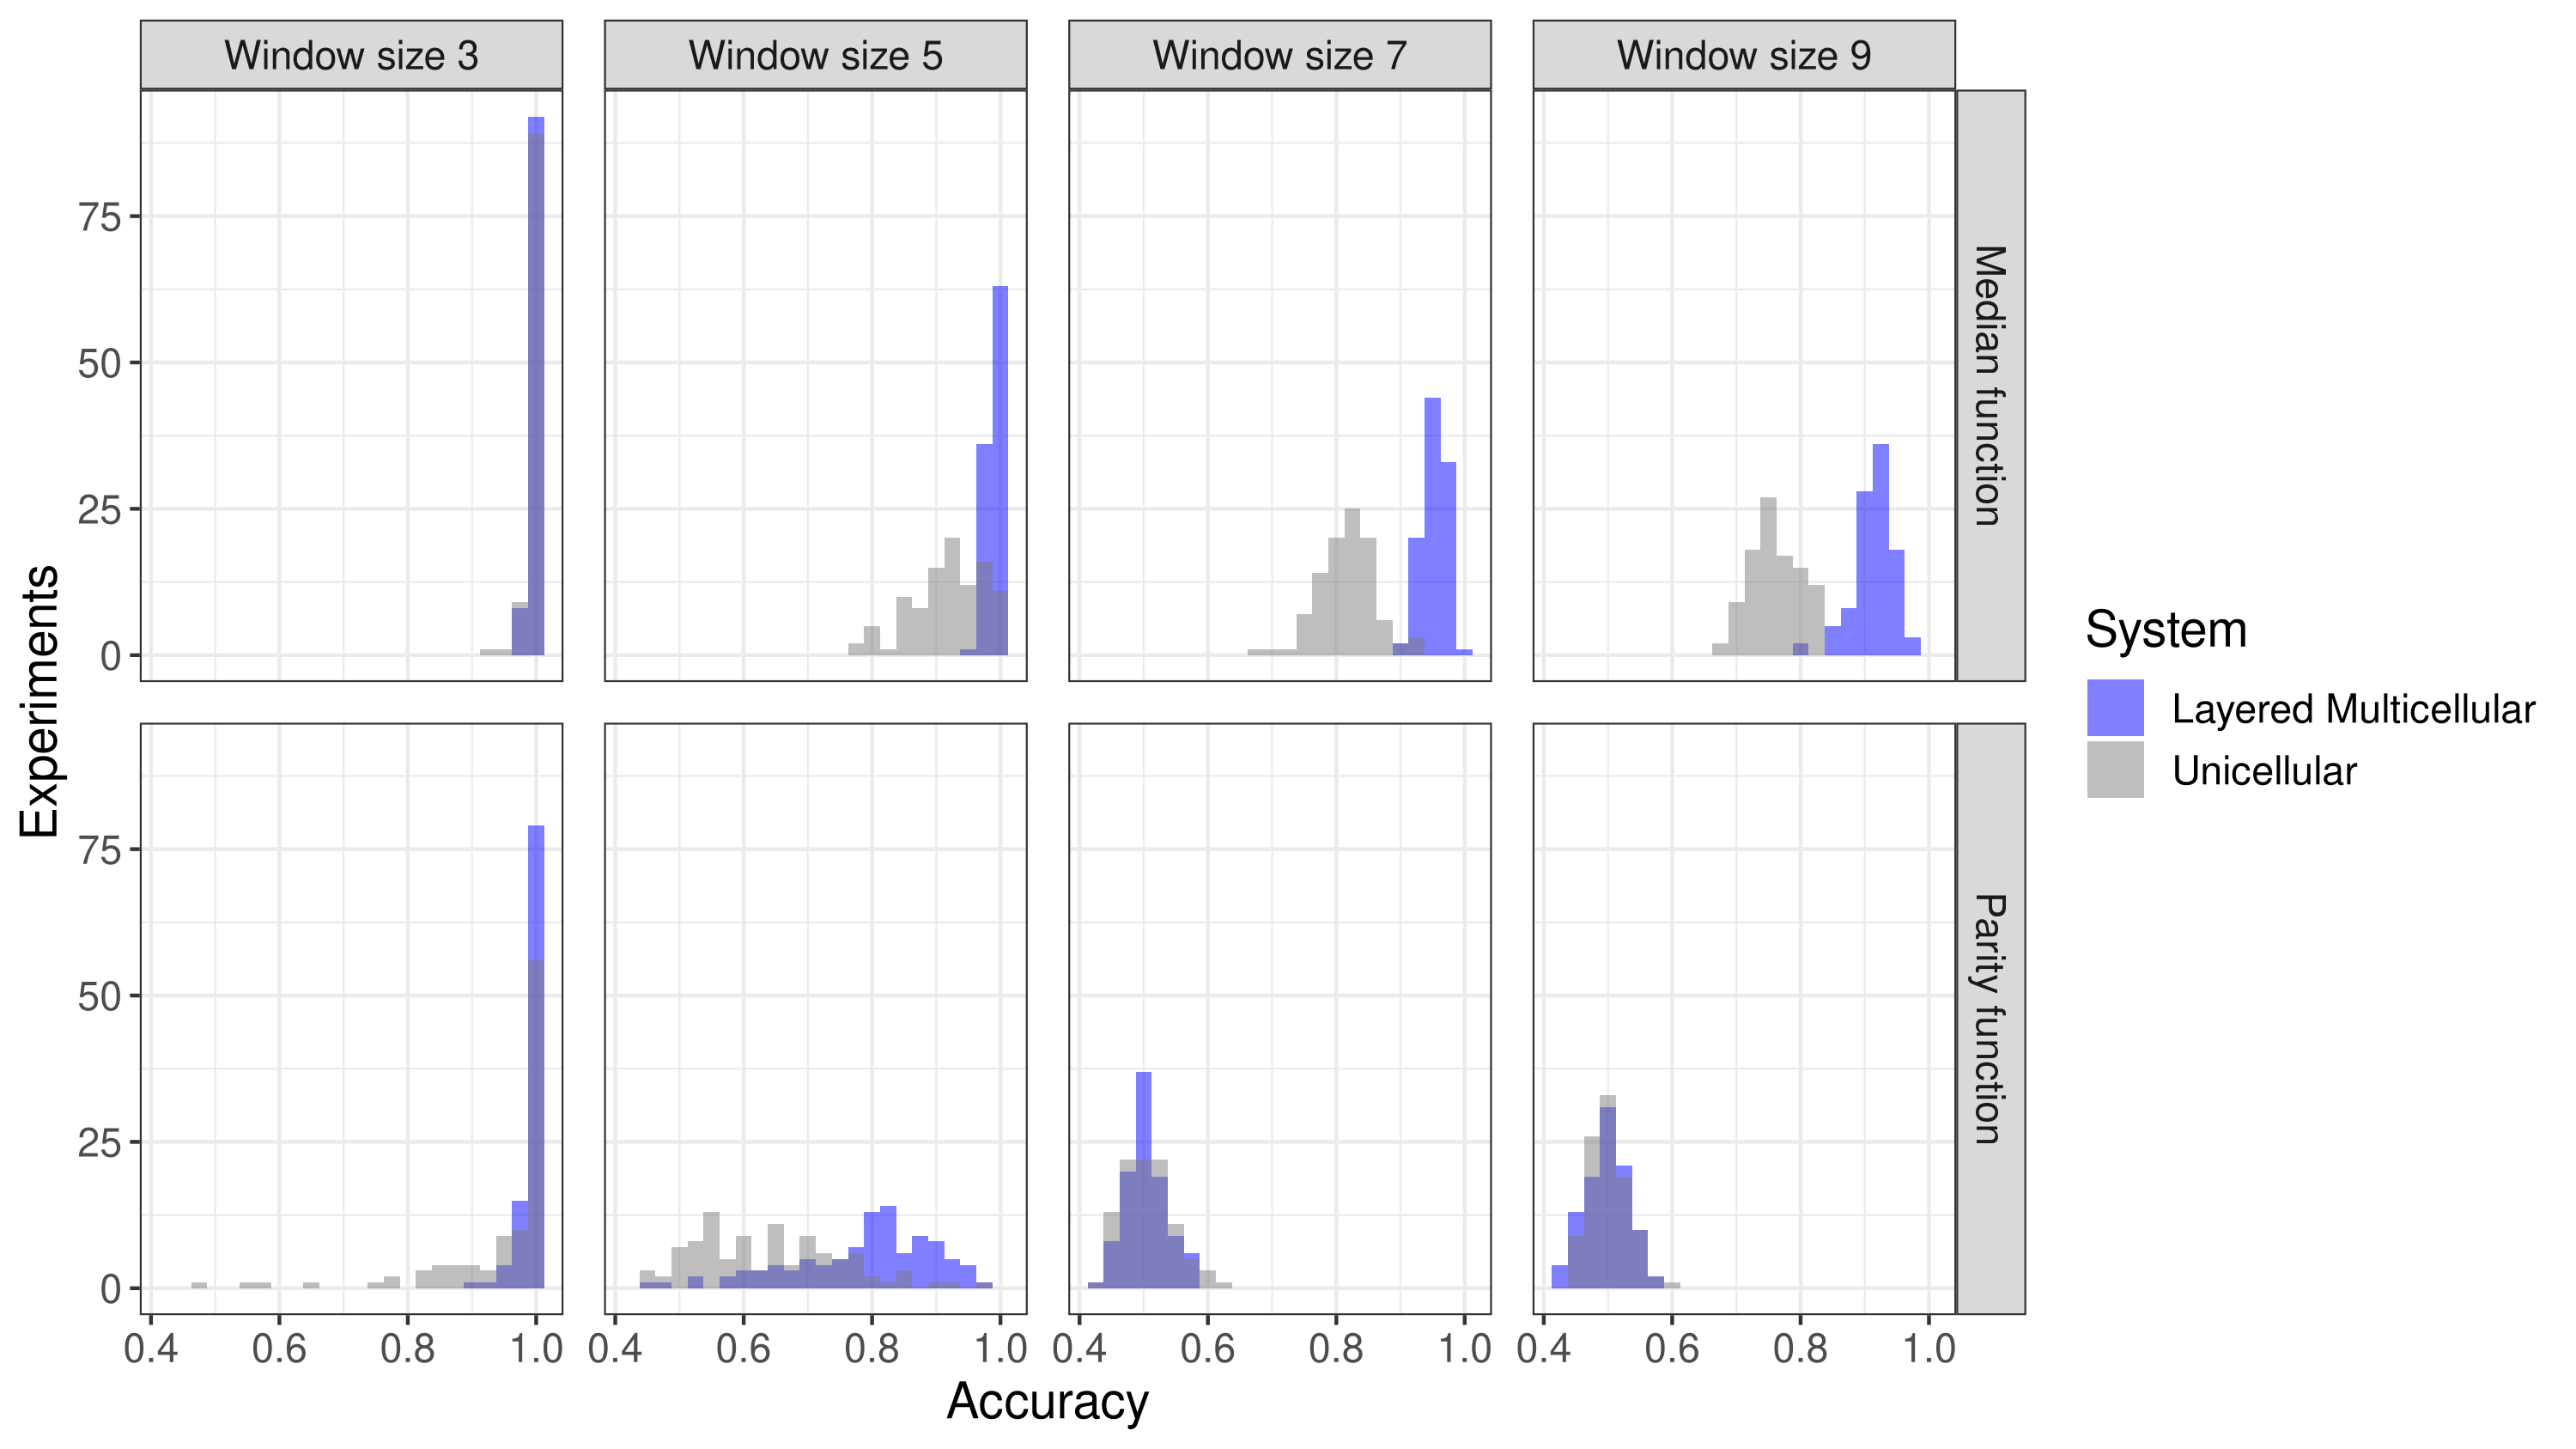 Window size 3
Window size 5
Window size 7
Window size 9
Experiments
75
50
25
0
Median function
75
50
25
0
Parity function
0.4 0.6 0.8 1.0
0.4 0.6 0.8 1.0
0.4 0.6 0.8 1.0
0.4 0.6 0.8 1.0
Accuracy
System
Layered Multicellular
Unicellular